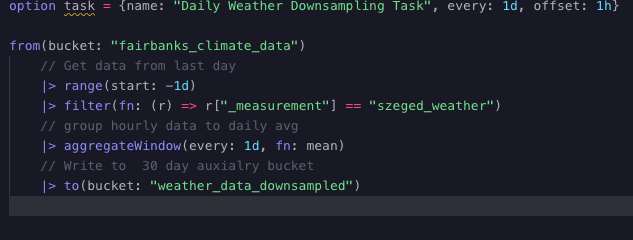 option task = {name: "Daily Weather Downsampling Task", every: 1d, offset: 1h}
from(bucket: "fairbanks_climate_data")
// Get data from last day
|> range(start: -1d)
|> filter(fn: (r) => r["_measurement"] == "szeged_weather")
// group hourly data to daily avg
|> aggregateWindow(every: 1d, fn: mean)
// Write to  30 day auxialry bucket
|> to(bucket: "weather_data_downsampled")